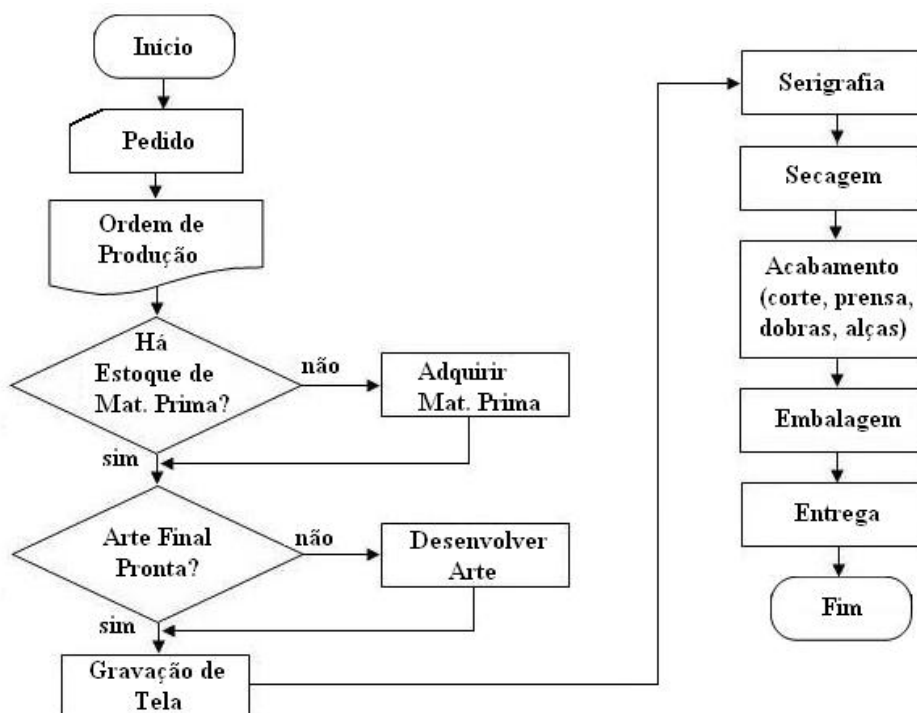 Início
Pedido
Ordem de
Produção
Há
Estoque de
Mat. Prima?
não
Adquirir
Mat. Prima
sim
Arte Final
Pronta?
não
Desenvolver
Arte
sim
Gravação de
Tela
Serigrafia
Secagem
Acabamento
(corte, prensa,
dobras, alças)
Embalagem
Entrega
Fim